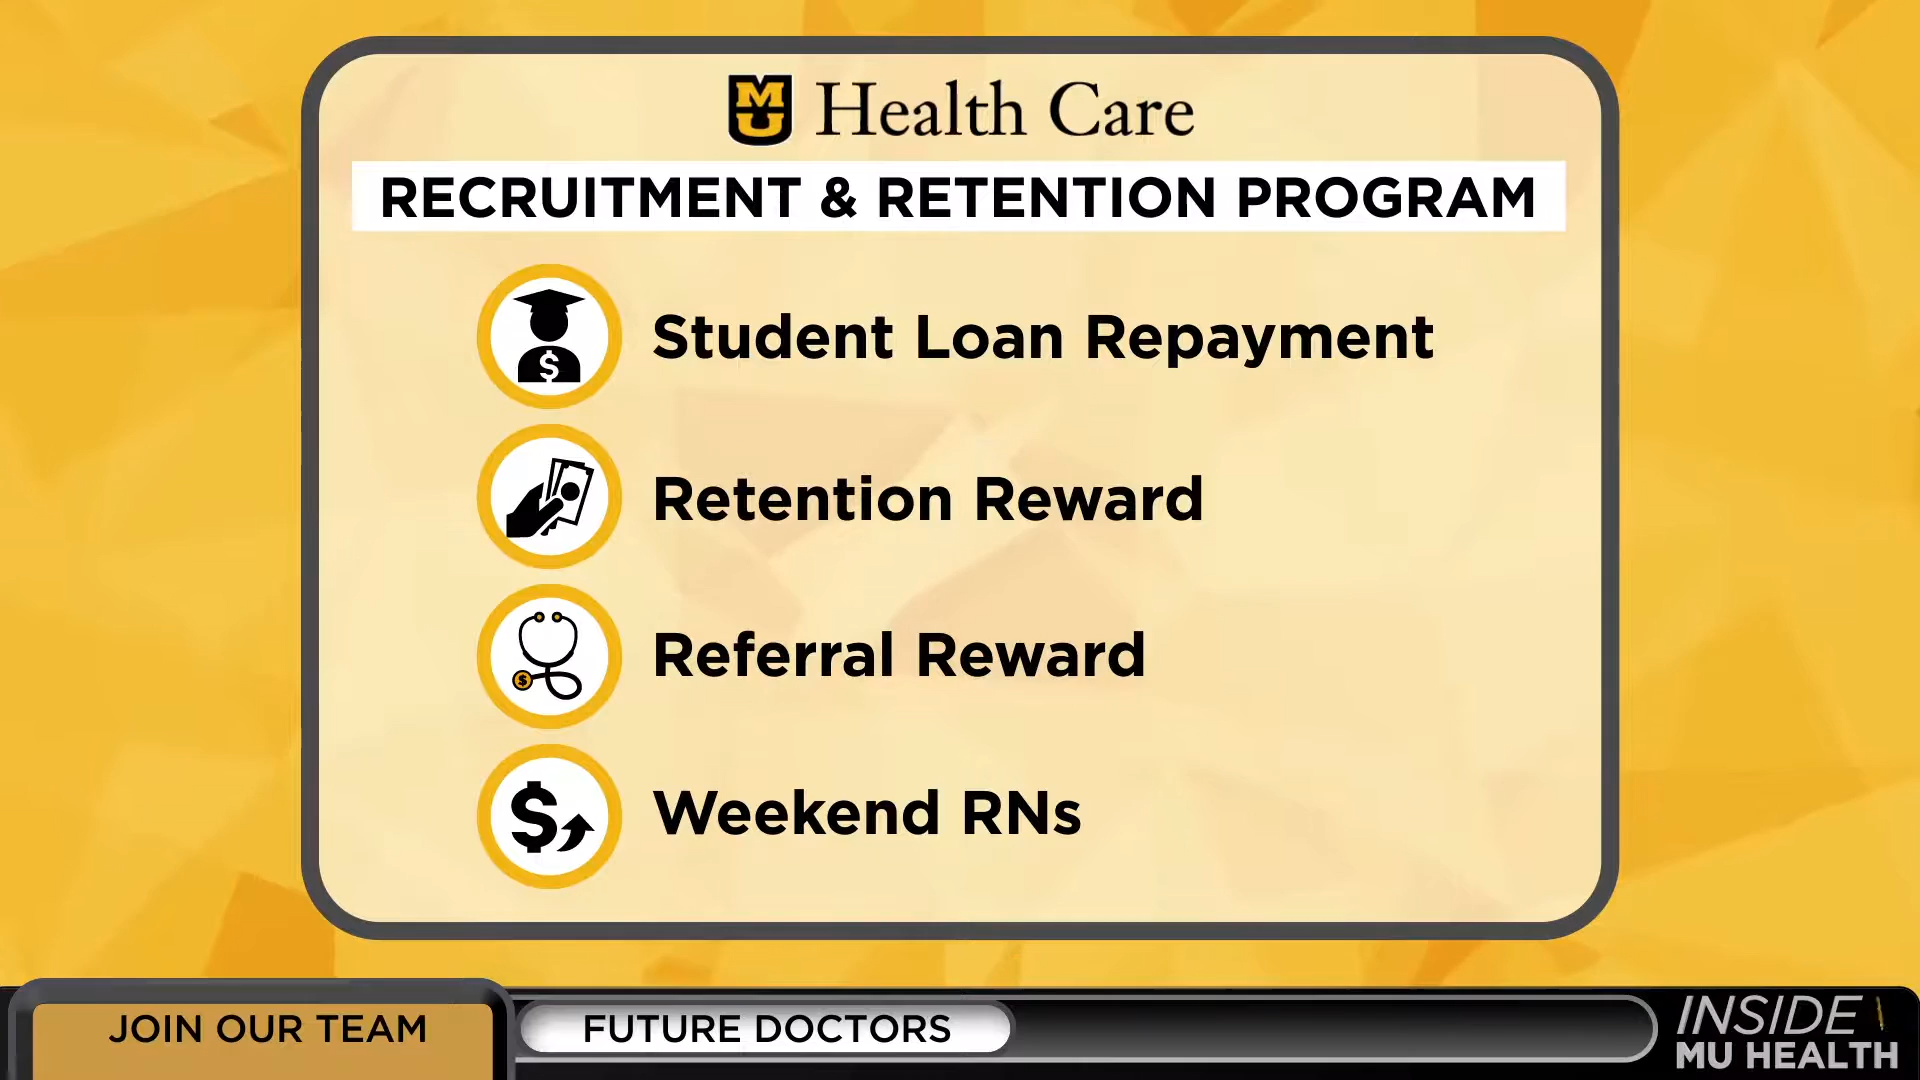 MU Health Care
RECRUITMENT & RETENTION PROGRAM
$
Student Loan Repayment
Retention Reward
$
Referral Reward
$
Weekend RNs
JOIN OUR TEAM
FUTURE DOCTORS
INSIDE
MU HEALTH